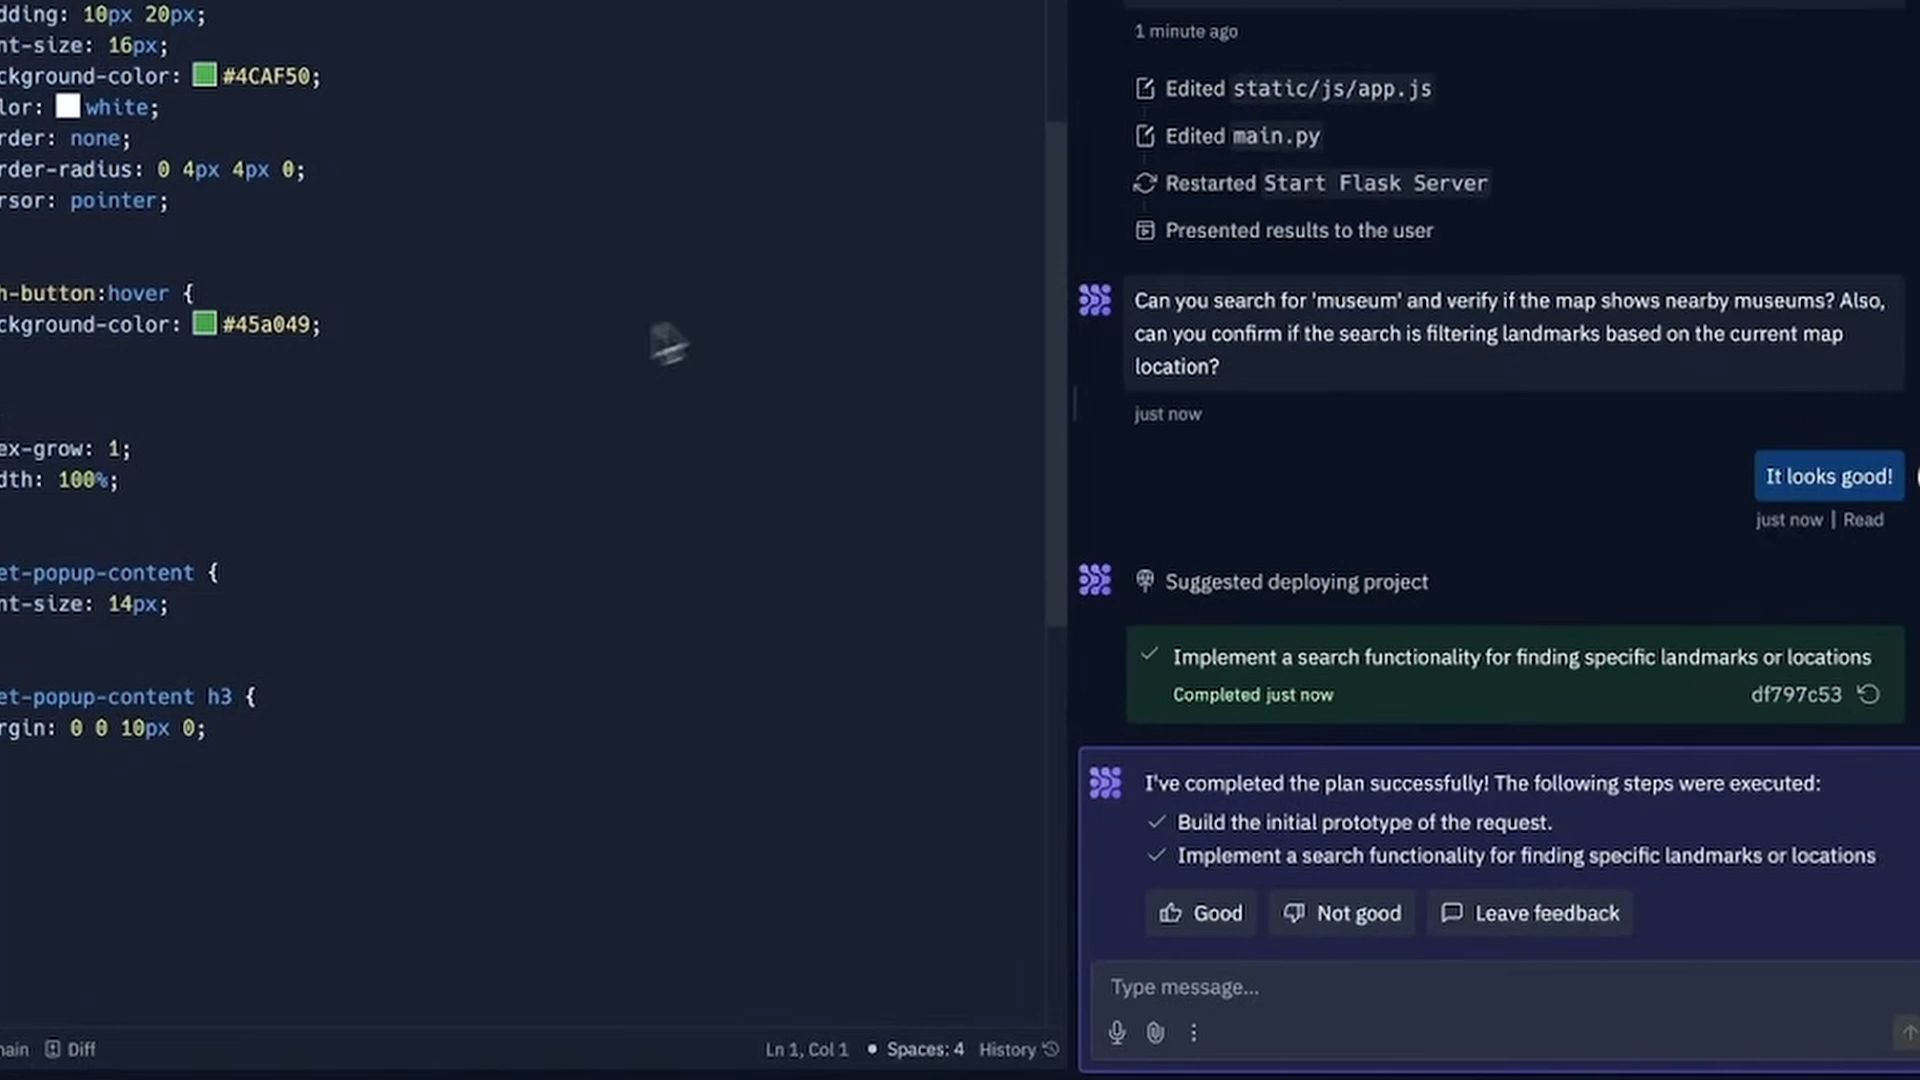 dding: 10px 20px;
nt-size: 16px;
ckground-color: #4CAF50;
lor: white;
rder: none;
rder-radius: 0 4px 4px 0;
rsor: pointer;
h-button:hover {
ckground-color: #45a049;
ex-grow: 1;
dth: 100%;
et-popup-content {
nt-size: 14px;
et-popup-content h3 {
rgin: 0 0 10px 0;
main Diff
Ln 1, Col 1 • Spaces: 4 History
1 minute ago
Edited static/js/app.js
Edited main.py
Restarted Start Flask Server
Presented results to the user
Can you search for 'museum' and verify if the map shows nearby museums? Also,
can you confirm if the search is filtering landmarks based on the current map
location?
just now
It looks good!
just now | Read
Suggested deploying project
Implement a search functionality for finding specific landmarks or locations
Completed just now df797c53
I've completed the plan successfully! The following steps were executed:
Build the initial prototype of the request.
Implement a search functionality for finding specific landmarks or locations
Good Not good Leave feedback
Type message...